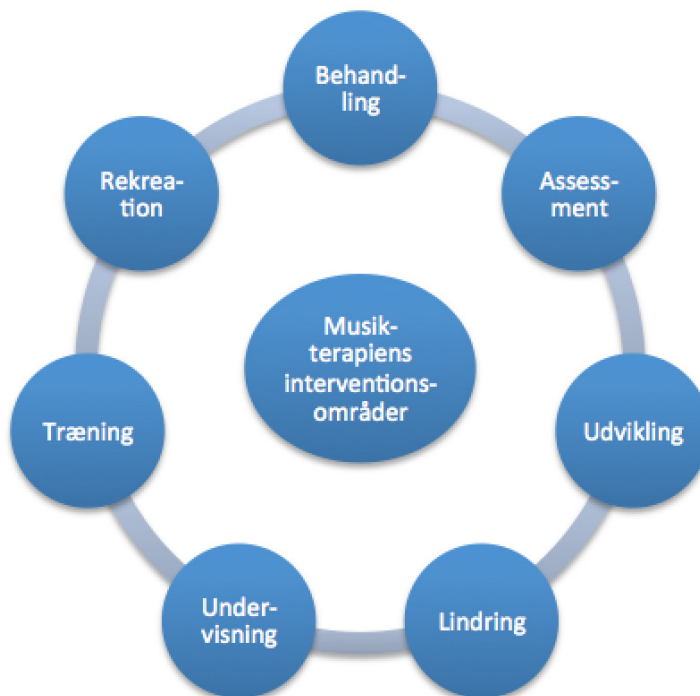 Behand-
ling
Assess-
ment
Udvikling
Lindring
Under-
visning
Træning
Rekrea-
tion
Musik-
terapiens
interventions-
områder